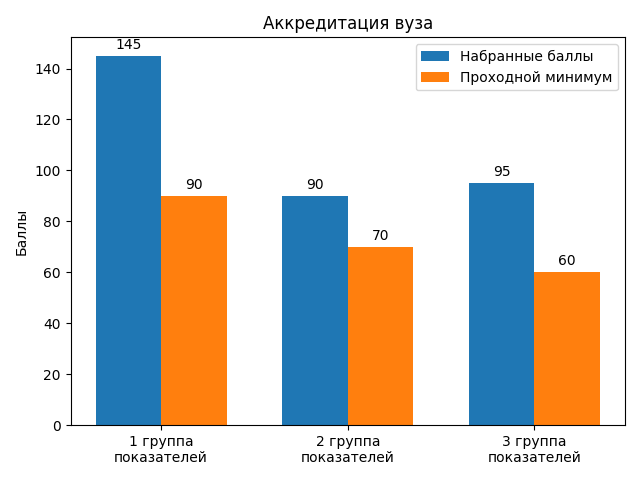 Аккредитация вуза
Набранные баллы
Проходной минимум
Баллы
140
120
100
80
60
40
20
0
145
90
90
70
95
60
1 группа
показателей
2 группа
показателей
3 группа
показателей